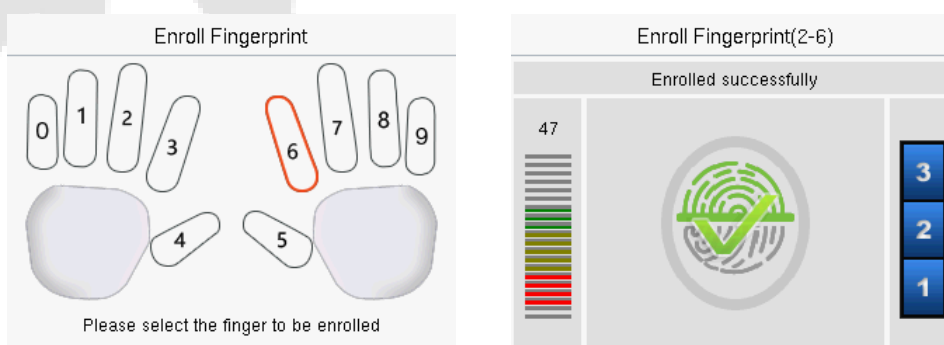 Enroll Fingerprint
0 1 2 3 4 5 6 7 8 9
Please select the finger to be enrolled
Enroll Fingerprint(2-6)
Enrolled successfully
47
3
2
1